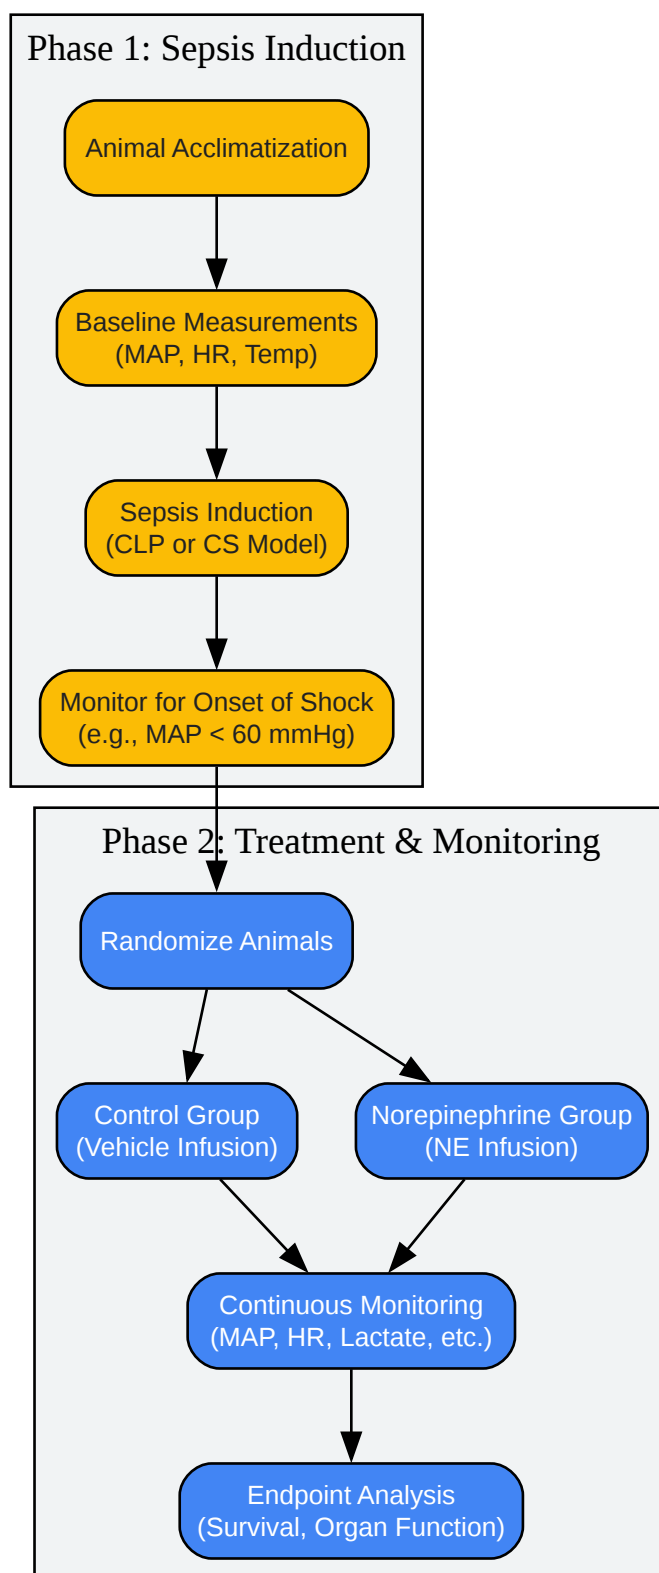 Phase 1: Sepsis Induction
Animal Acclimatization
Baseline Measurements
(MAP, HR, Temp)
Sepsis Induction
(CLP or CS Model)
Monitor for Onset of Shock
(e.g., MAP < 60 mmHg)
Phase 2: Treatment & Monitoring
Randomize Animals
Control Group
(Vehicle Infusion)
Norepinephrine Group
(NE Infusion)
Continuous Monitoring
(MAP, HR, Lactate, etc.)
Endpoint Analysis
(Survival, Organ Function)